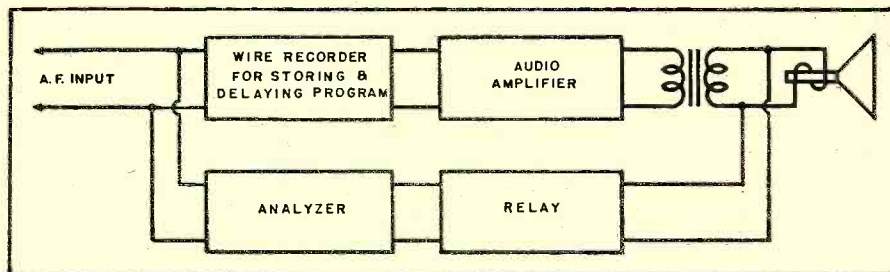 A.F. INPUT
WIRE RECORDER
FOR STORING &
DELAYING PROGRAM
AUDIO
AMPLIFIER
ANALYZER
RELAY